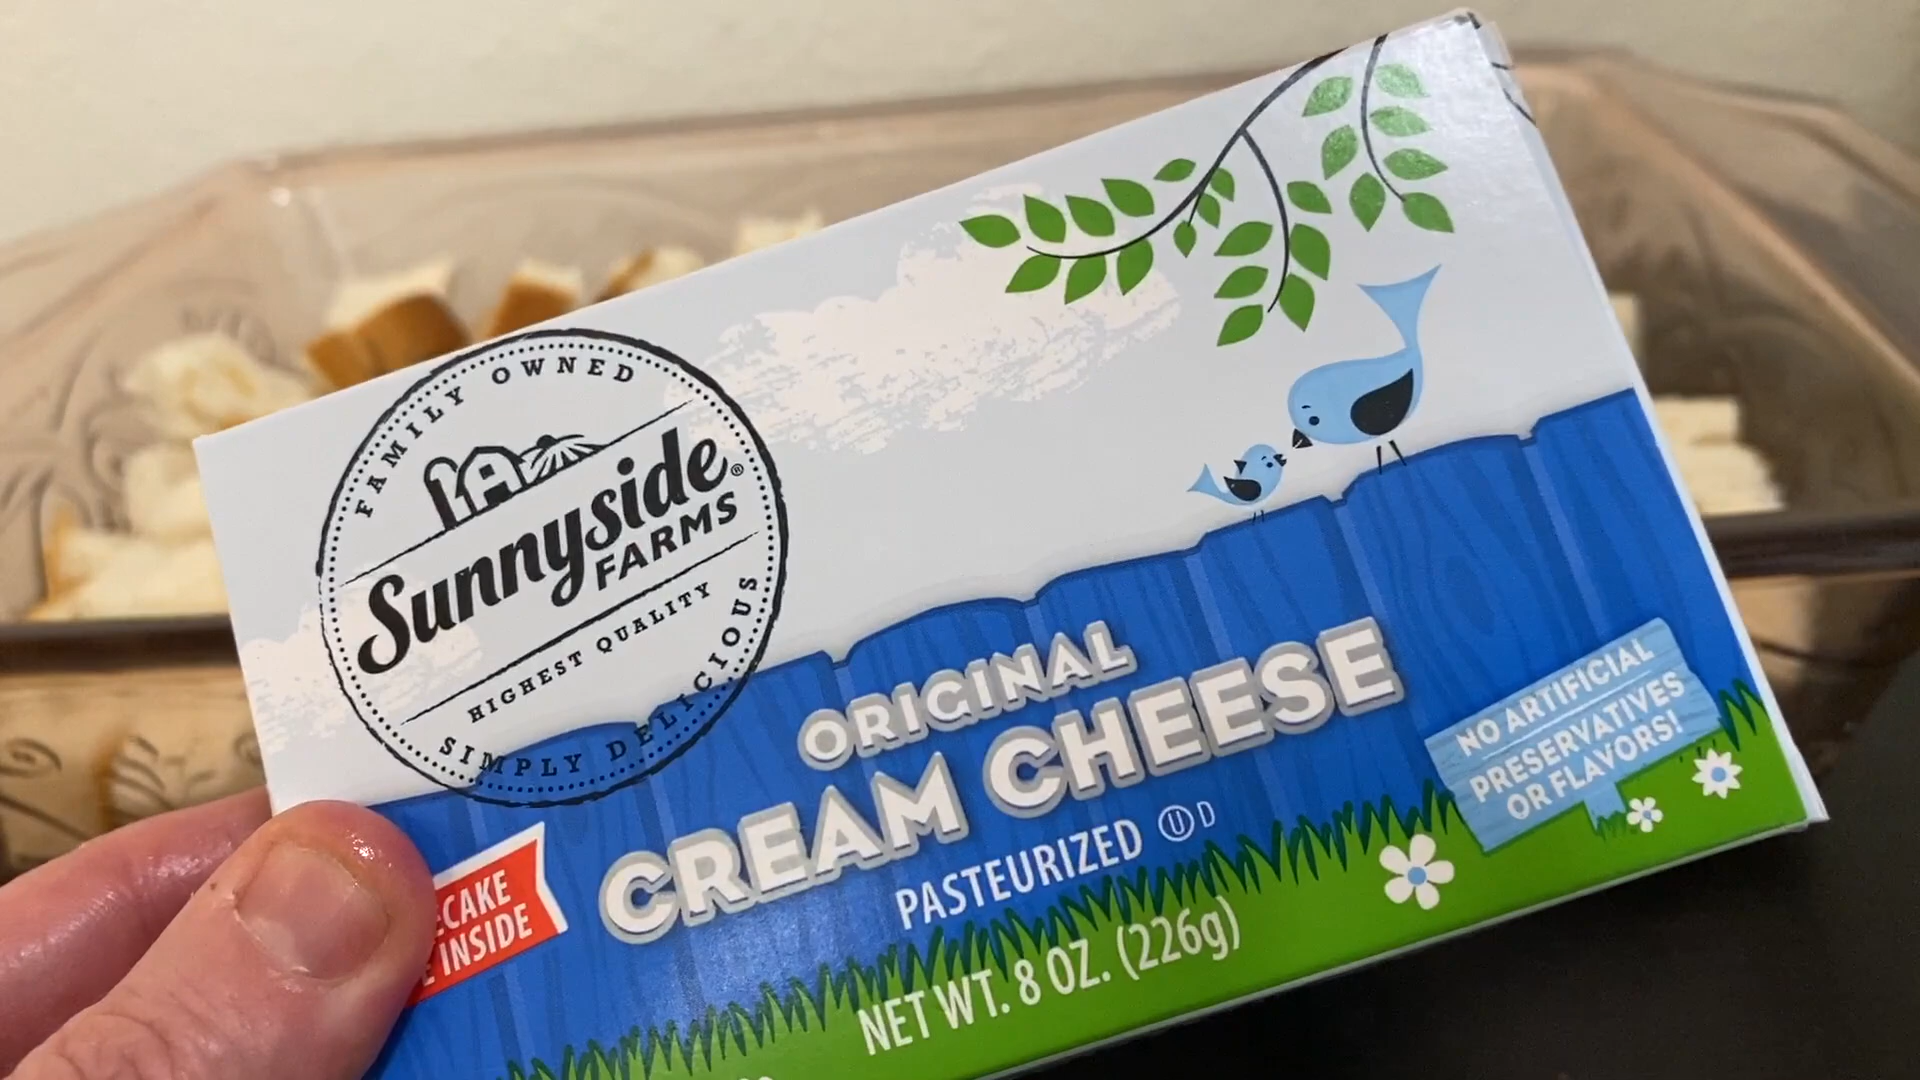 FAMILY OWNED
Sunnyside®
FARMS
HIGHEST QUALITY
SIMPLY DELICIOUS
ORIGINAL
CREAM CHEESE
PASTEURIZED Ⓤ D
NO ARTIFICIAL
PRESERVATIVES
OR FLAVORS!
ECAKE
E INSIDE
NET WT. 8 OZ. (226g)